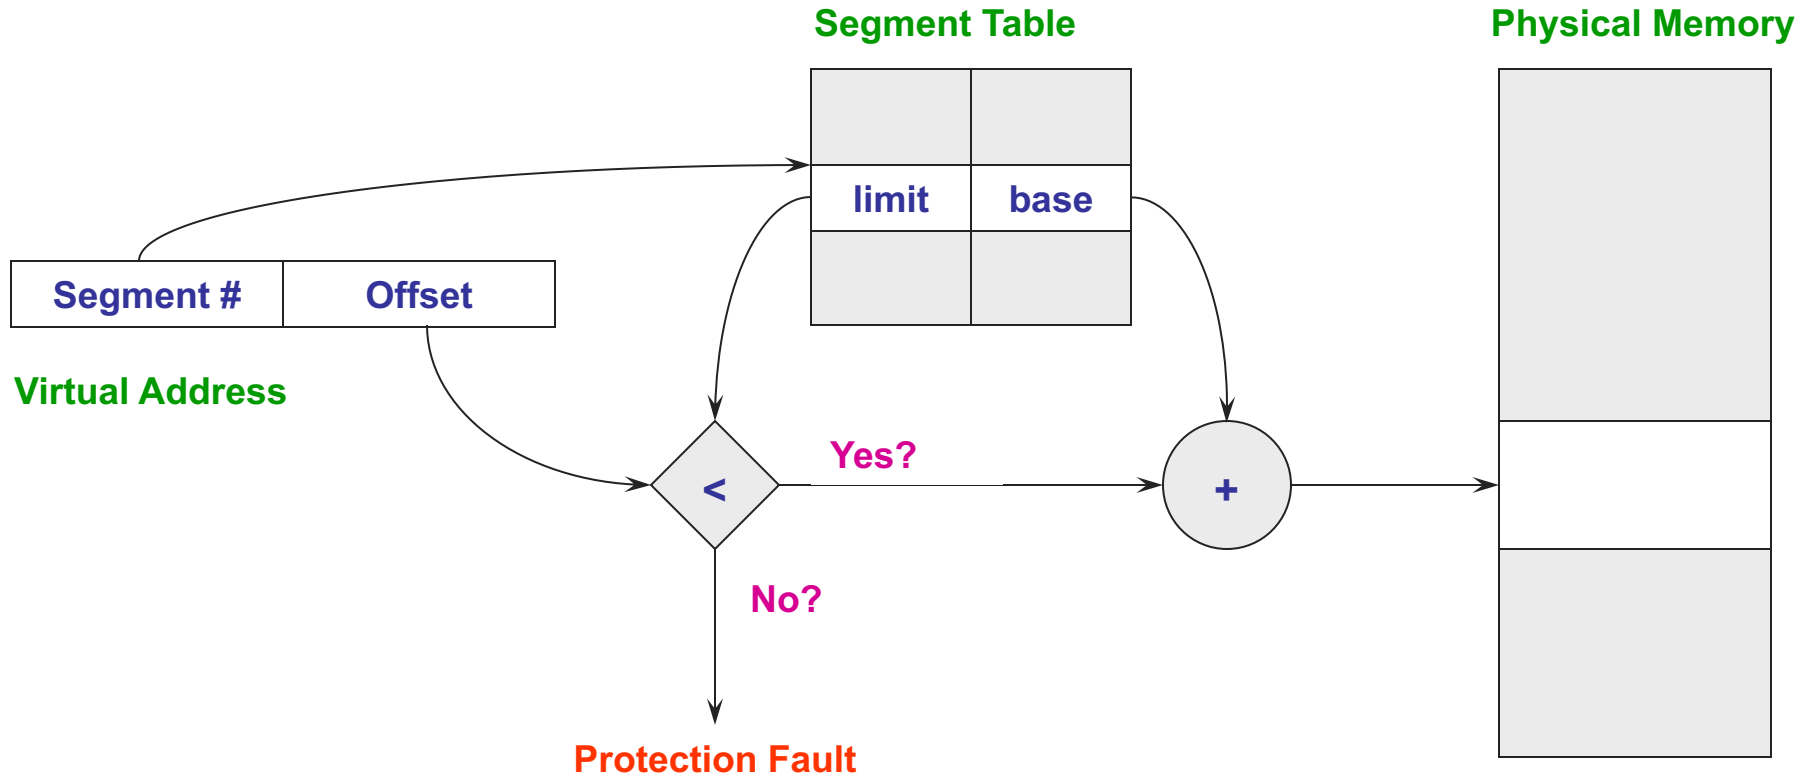 Segment Table
Physical Memory
limit
base
Segment #
Offset
Virtual Address
<
Yes?
+
No?
Protection Fault